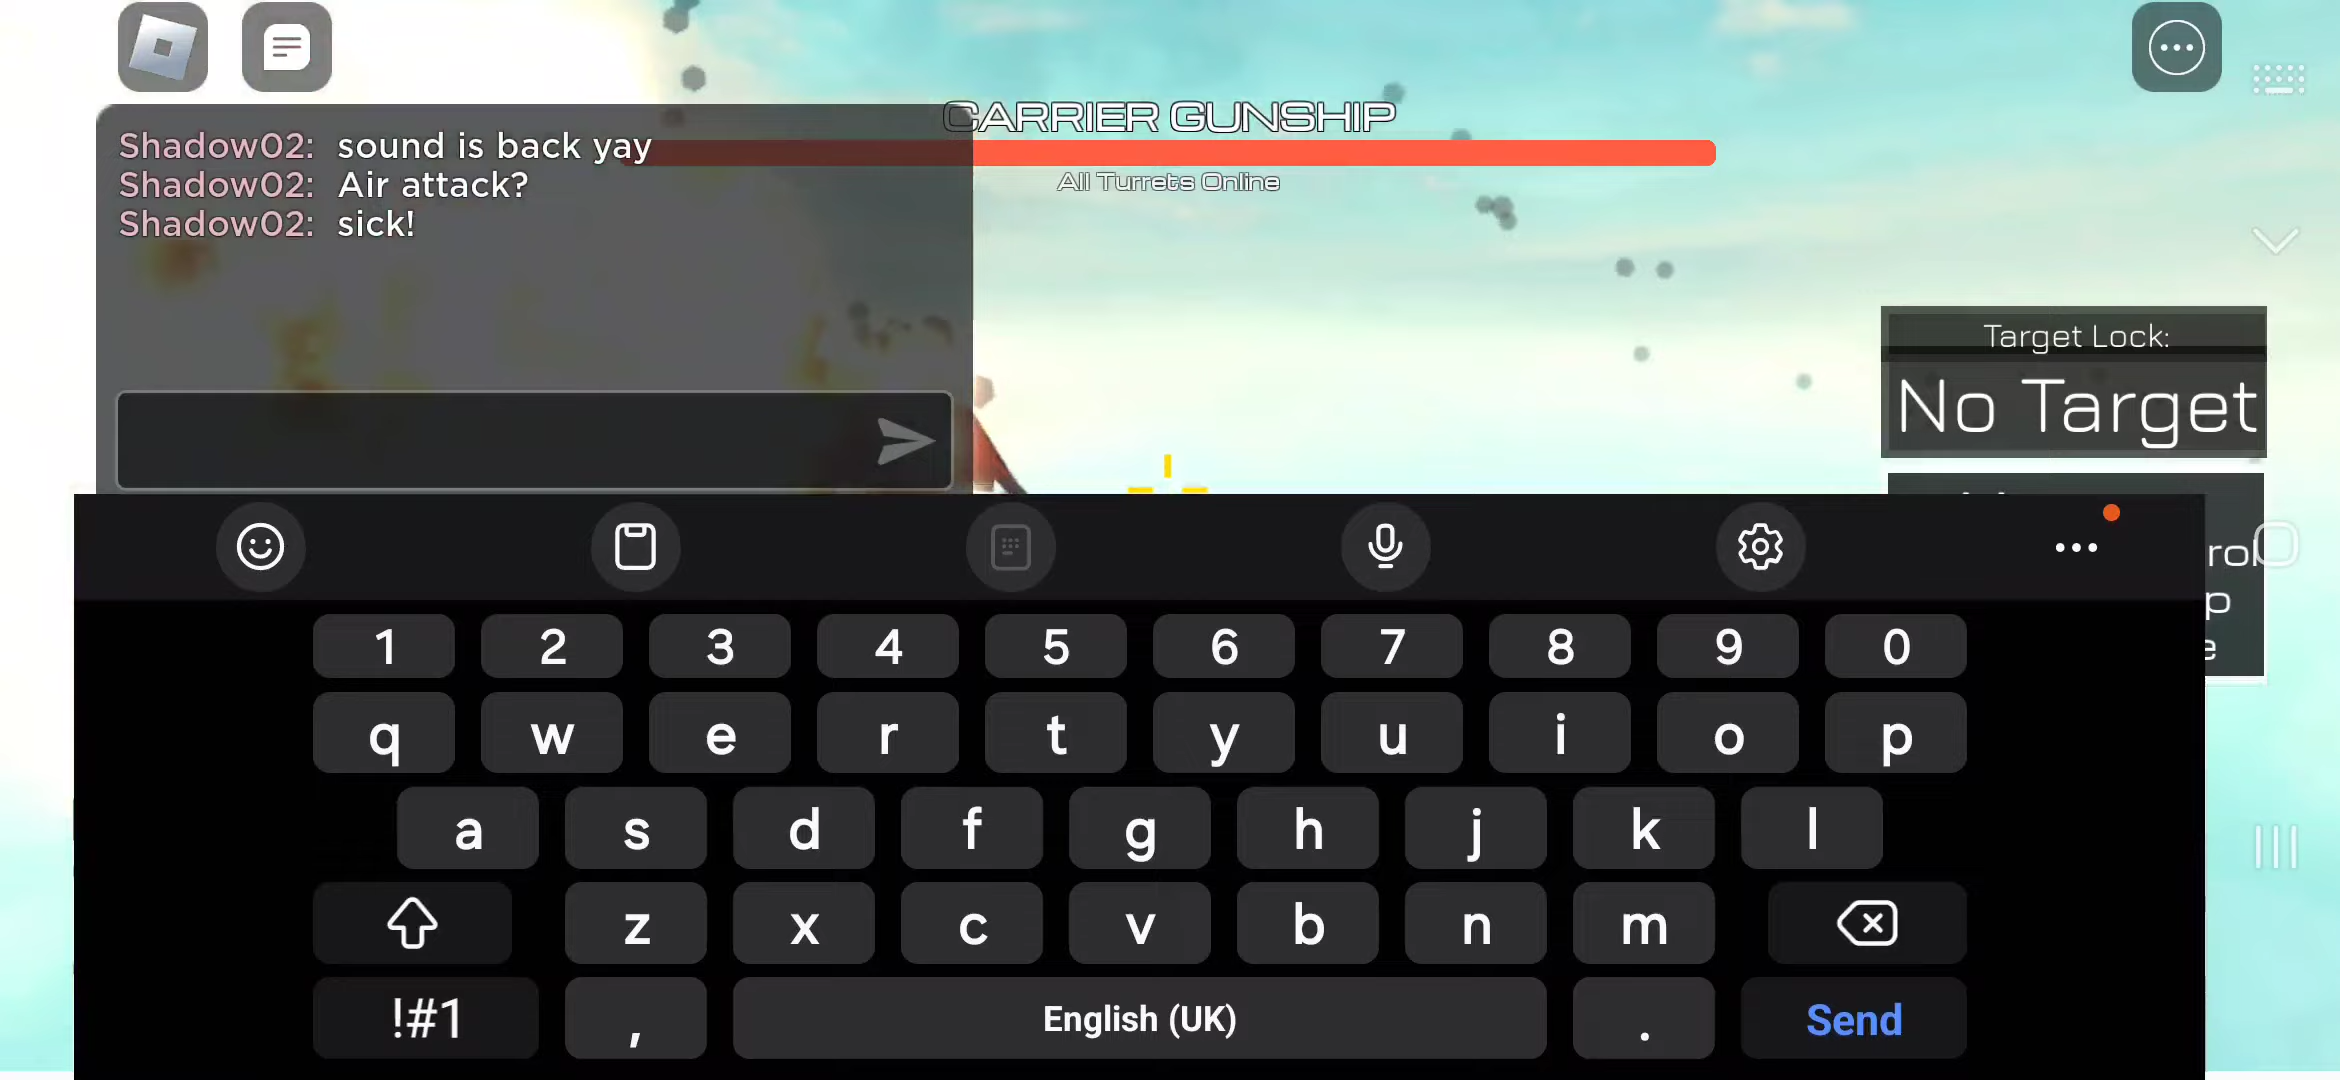 CARRIER GUNSHIP
All Turrets Online
Shadow02: sound is back yay
Shadow02: Air attack?
Shadow02: sick!
Target Lock:
No Target
rol
p
e
1 2 3 4 5 6 7 8 9 0
q w e r t y u i o p
a s d f g h j k l
z x c v b n m
!#1 , English (UK) . Send